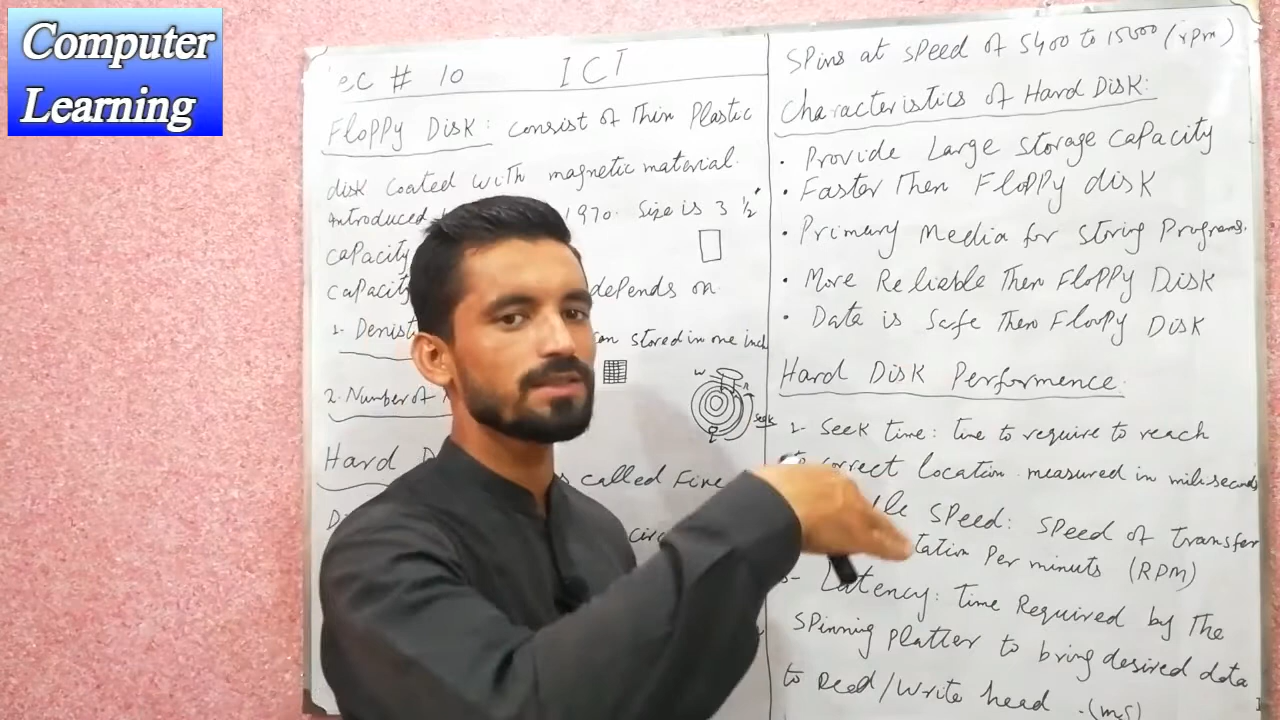 Computer
Learning
ec # 10 ICT
Floppy Disk: consist of Thin Plastic
disk coated with magnetic material.
introduced 1970. Size is 3 ½"
capacity
capacity depends on
1- Denist can stored in one inch
2. Number of
W R
Seek
Hard D s called Fixe
D circ
Spins at speed of 5400 to 15000 (rpm)
Characteristics of Hard Disk:
• Provide Large storage capacity
• Faster Then Floppy disk
• Primary Media for storing Programs.
• More Reliable Then Floppy Disk
• Data is Safe Then Floopy Disk
Hard Disk Performence
1- Seek time: time to require to reach
to correct location. measured in miliseconds
le Speed: speed of transfer
tation Per minuts (RPM)
3- Latency: time Required by The
spinning platter to bring desired data
to Read/write head. (ms)